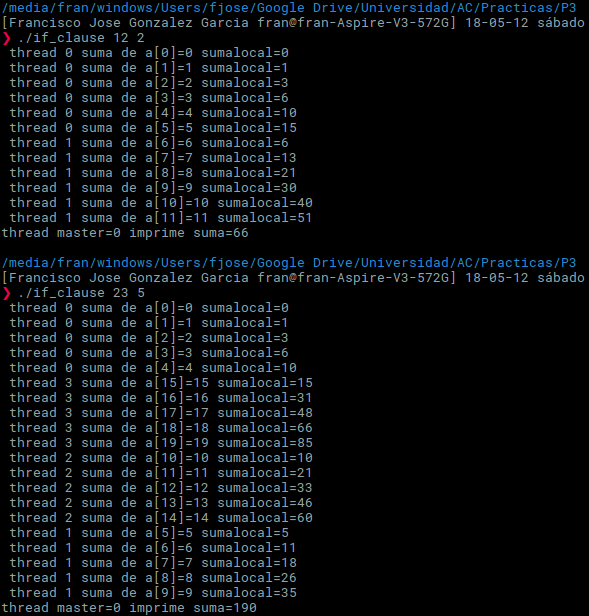 /media/fran/windows/Users/fjose/Google Drive/Universidad/AC/Practicas/P3
[Francisco Jose Gonzalez Garcia fran@fran-Aspire-V3-572G] 18-05-12 sábado
❯ ./if_clause 12 2
thread 0 suma de a[0]=0 sumalocal=0
thread 0 suma de a[1]=1 sumalocal=1
thread 0 suma de a[2]=2 sumalocal=3
thread 0 suma de a[3]=3 sumalocal=6
thread 0 suma de a[4]=4 sumalocal=10
thread 0 suma de a[5]=5 sumalocal=15
thread 1 suma de a[6]=6 sumalocal=6
thread 1 suma de a[7]=7 sumalocal=13
thread 1 suma de a[8]=8 sumalocal=21
thread 1 suma de a[9]=9 sumalocal=30
thread 1 suma de a[10]=10 sumalocal=40
thread 1 suma de a[11]=11 sumalocal=51
thread master=0 imprime suma=66
/media/fran/windows/Users/fjose/Google Drive/Universidad/AC/Practicas/P3
[Francisco Jose Gonzalez Garcia fran@fran-Aspire-V3-572G] 18-05-12 sábado
❯ ./if_clause 23 5
thread 0 suma de a[0]=0 sumalocal=0
thread 0 suma de a[1]=1 sumalocal=1
thread 0 suma de a[2]=2 sumalocal=3
thread 0 suma de a[3]=3 sumalocal=6
thread 0 suma de a[4]=4 sumalocal=10
thread 3 suma de a[15]=15 sumalocal=15
thread 3 suma de a[16]=16 sumalocal=31
thread 3 suma de a[17]=17 sumalocal=48
thread 3 suma de a[18]=18 sumalocal=66
thread 3 suma de a[19]=19 sumalocal=85
thread 2 suma de a[10]=10 sumalocal=10
thread 2 suma de a[11]=11 sumalocal=21
thread 2 suma de a[12]=12 sumalocal=33
thread 2 suma de a[13]=13 sumalocal=46
thread 2 suma de a[14]=14 sumalocal=60
thread 1 suma de a[5]=5 sumalocal=5
thread 1 suma de a[6]=6 sumalocal=11
thread 1 suma de a[7]=7 sumalocal=18
thread 1 suma de a[8]=8 sumalocal=26
thread 1 suma de a[9]=9 sumalocal=35
thread master=0 imprime suma=190